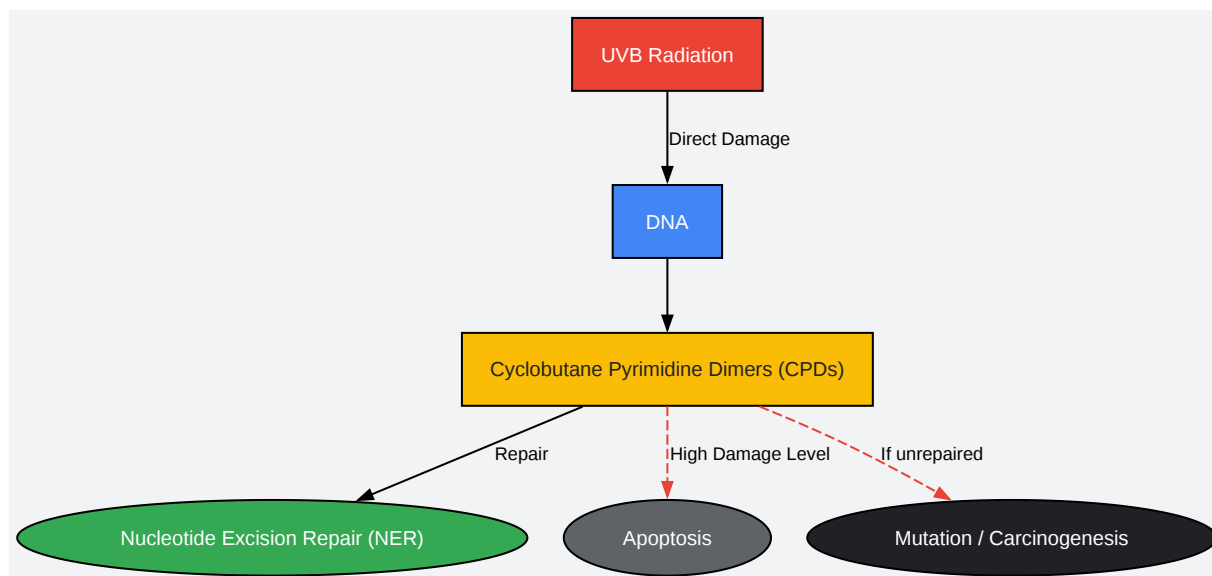 UVB Radiation
Direct Damage
DNA
Cyclobutane Pyrimidine Dimers (CPDs)
Repair
High Damage Level
If unrepaired
Nucleotide Excision Repair (NER)
Apoptosis
Mutation / Carcinogenesis